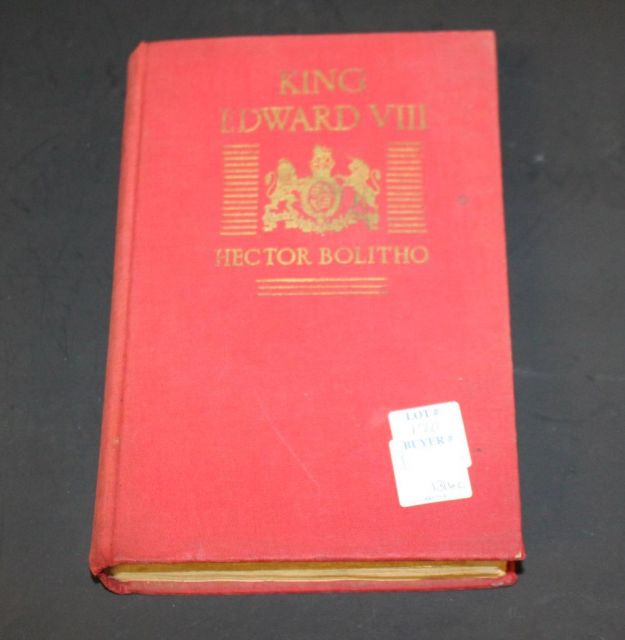 KING
EDWARD VIII
HECTOR BOLITHO
LOT#
BUYER#